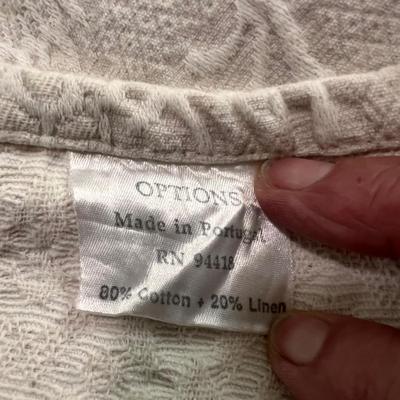 OPTIONS
Made in Portugal
RN 94418
80% Cotton + 20% Linen